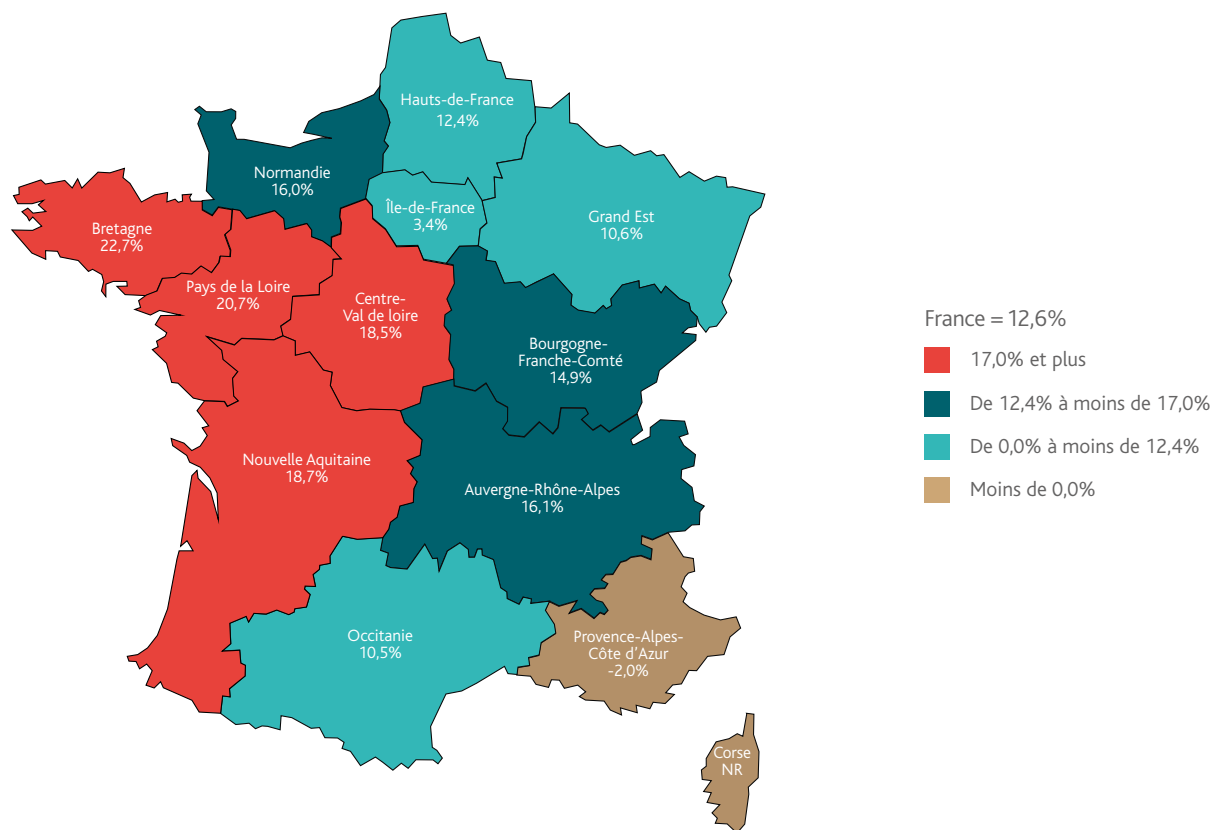 Hauts-de-France
12,4%
Normandie
16,0%
Île-de-France
3,4%
Grand Est
10,6%
Bretagne
22,7%
Pays de la Loire
20,7%
Centre-
Val de loire
18,5%
Bourgogne-
Franche-Comté
14,9%
Nouvelle Aquitaine
18,7%
Auvergne-Rhône-Alpes
16,1%
Occitanie
10,5%
Provence-Alpes-
Côte d'Azur
-2,0%
Corse
NR
France = 12,6%
17,0% et plus
De 12,4% à moins de 17,0%
De 0,0% à moins de 12,4%
Moins de 0,0%